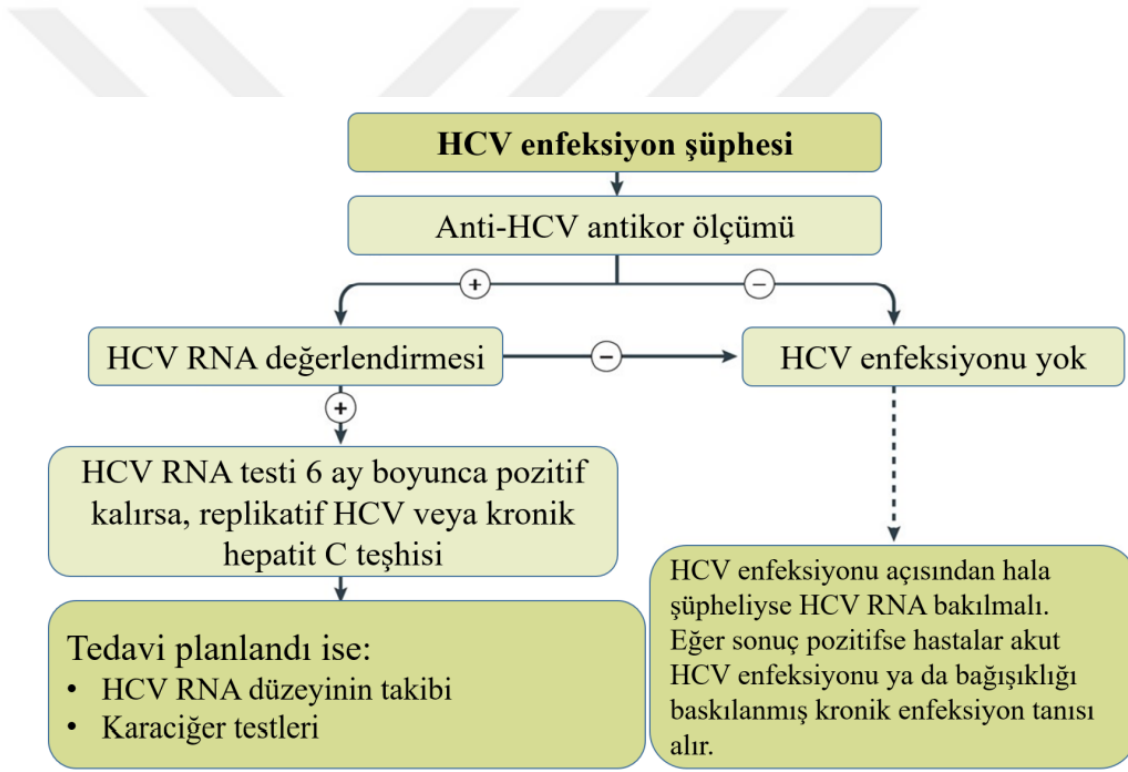 HCV enfeksiyon şüphesi
Anti-HCV antikor ölçümü
+
−
HCV RNA değerlendirmesi
−
HCV enfeksiyonu yok
+
HCV RNA testi 6 ay boyunca pozitif
kalırsa, replikatif HCV veya kronik
hepatit C teşhisi
Tedavi planlandı ise:
• HCV RNA düzeyinin takibi
• Karaciğer testleri
HCV enfeksiyonu açısından hala
şüpheliyse HCV RNA bakılmalı.
Eğer sonuç pozitifse hastalar akut
HCV enfeksiyonu ya da bağışıklığı
baskılanmış kronik enfeksiyon tanısı
alır.